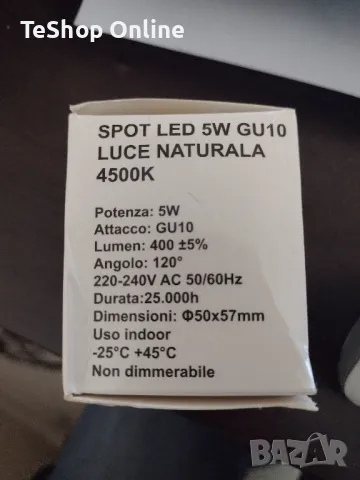 TeShop Online
SPOT LED 5W GU10
LUCE NATURALA
4500K
Potenza: 5W
Attacco: GU10
Lumen: 400 ±5%
Angolo: 120°
220-240V AC 50/60Hz
Durata:25.000h
Dimensioni: Φ50x57mm
Uso indoor
-25°C +45°C
Non dimmerabile
BAZAR